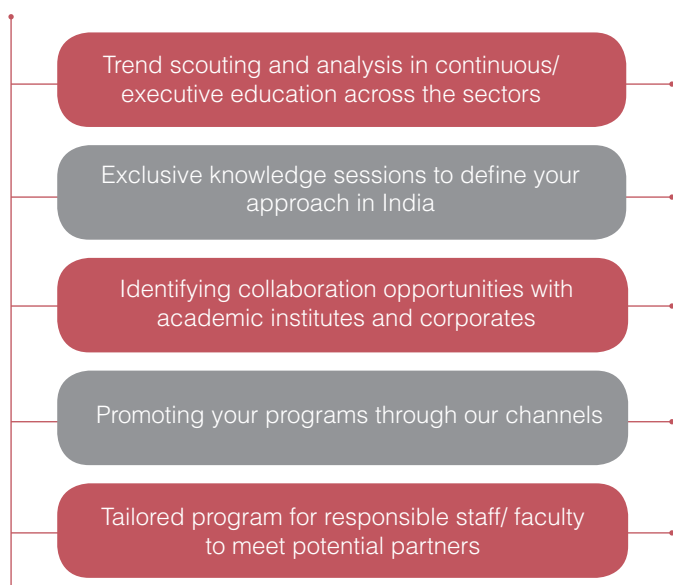 Trend scouting and analysis in continuous/
executive education across the sectors
Exclusive knowledge sessions to define your
approach in India
Identifying collaboration opportunities with
academic institutes and corporates
Promoting your programs through our channels
Tailored program for responsible staff/ faculty
to meet potential partners